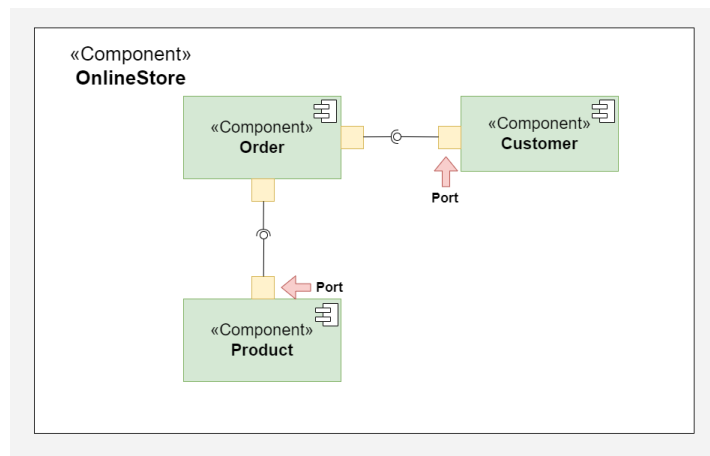 «Component»
OnlineStore
«Component»
Order
«Component»
Customer
Port
Port
«Component»
Product